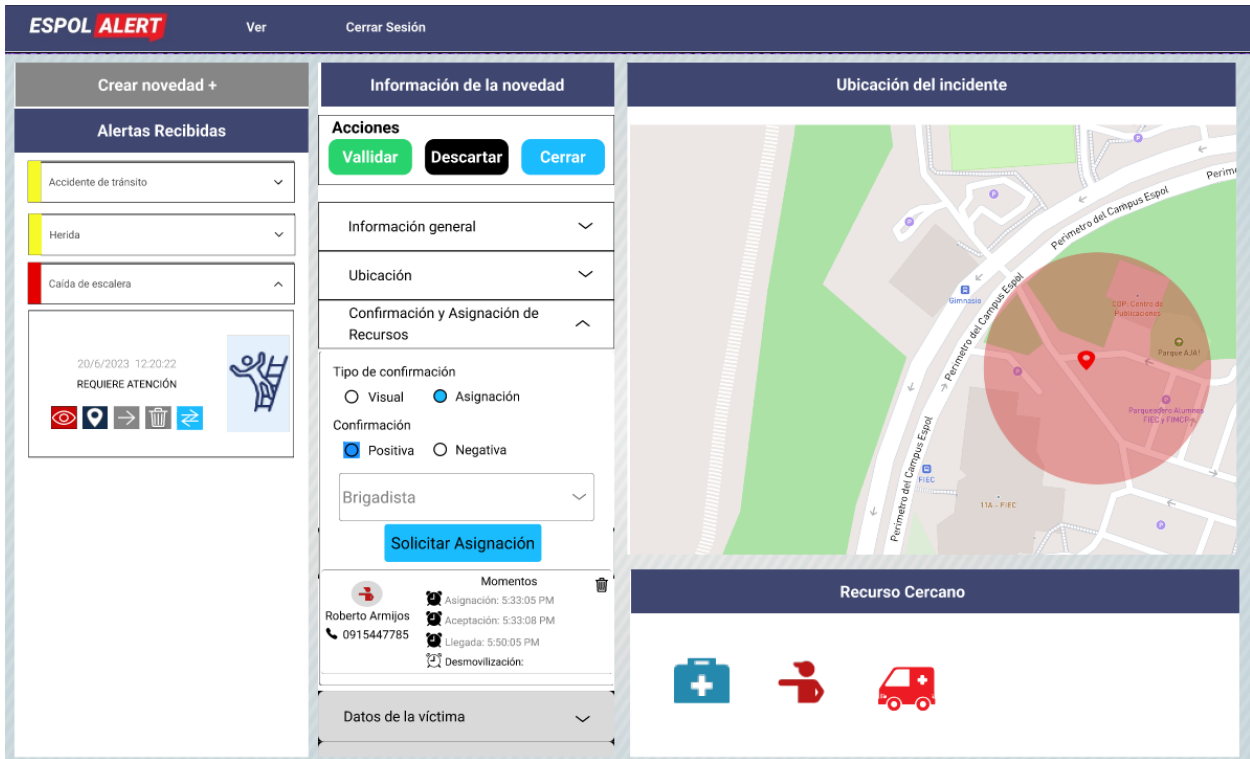 ESPOL ALERT
Ver
Cerrar Sesión
Crear novedad +
Alertas Recibidas
Accidente de tránsito
Herida
Caída de escalera
20/6/2023 12:20:22
REQUIERE ATENCIÓN
Información de la novedad
Acciones
Vallidar
Descartar
Cerrar
Información general
Ubicación
Confirmación y Asignación de
Recursos
Tipo de confirmación
Visual
Asignación
Confirmación
Positiva
Negativa
Brigadista
Solicitar Asignación
Momentos
Asignación: 5:33:05 PM
Roberto Armijos
Aceptación: 5:33:08 PM
0915447785
Llegada: 5:50:05 PM
Desmovilización:
Datos de la víctima
Ubicación del incidente
P
Perime
Perimetro del Campus Espol
P
P
Gimnasio
Perimetro del Campus Espol
COP-Centro de
Publicaciones
Parque AJA!
P
P
Parqueadero Alumnos
FIEC y FIMCP
Perimetro del Campus Espol
FIEC
11A - FIEC
P
Recurso Cercano